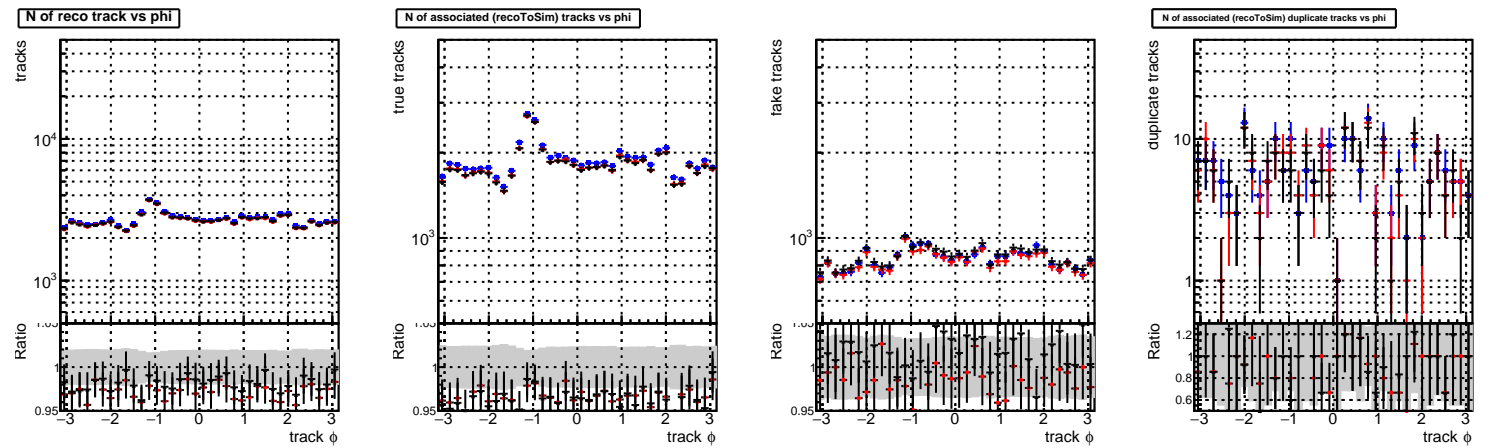 N of reco track vs phi
tracks
10⁴
10³
Ratio
1
0.95
−3 −2 −1 0 1 2 3
track ϕ
N of associated (recoToSim) tracks vs phi
true tracks
10³
Ratio
1
0.95
−3 −2 −1 0 1 2 3
track ϕ
fake tracks
10³
Ratio
1
0.95
−3 −2 −1 0 1 2 3
track ϕ
N of associated (recoToSim) duplicate tracks vs phi
duplicate tracks
10
1
Ratio
1.2
1
0.8
0.6
−3 −2 −1 0 1 2 3
track ϕ